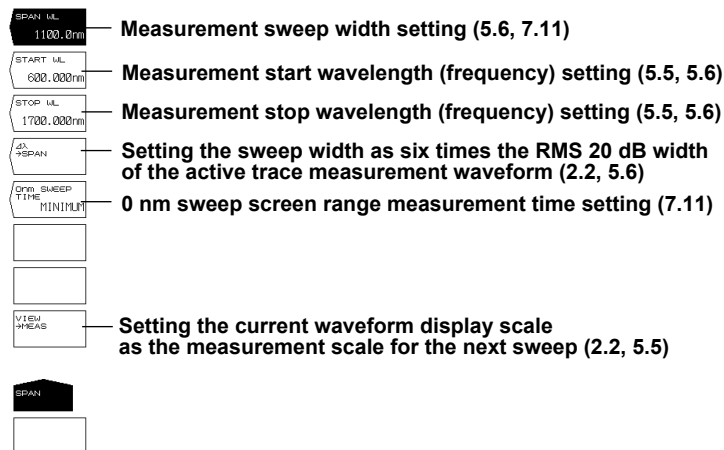 SPAN WL
1100.0nm
Measurement sweep width setting (5.6, 7.11)
START WL
600.000nm
Measurement start wavelength (frequency) setting (5.5, 5.6)
STOP WL
1700.000nm
Measurement stop wavelength (frequency) setting (5.5, 5.6)
Δλ
→SPAN
Setting the sweep width as six times the RMS 20 dB width
of the active trace measurement waveform (2.2, 5.6)
0nm SWEEP
TIME
MINIMUM
0 nm sweep screen range measurement time setting (7.11)
VIEW
→MEAS
Setting the current waveform display scale
as the measurement scale for the next sweep (2.2, 5.5)
SPAN